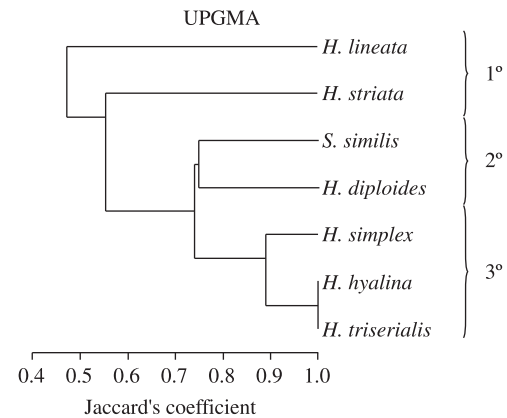 UPGMA
H. lineata
H. striata
1º
S. similis
H. diploides
2º
H. simplex
H. hyalina
H. triserialis
3º
0.4 0.5 0.6 0.7 0.8 0.9 1.0
Jaccard's coefficient